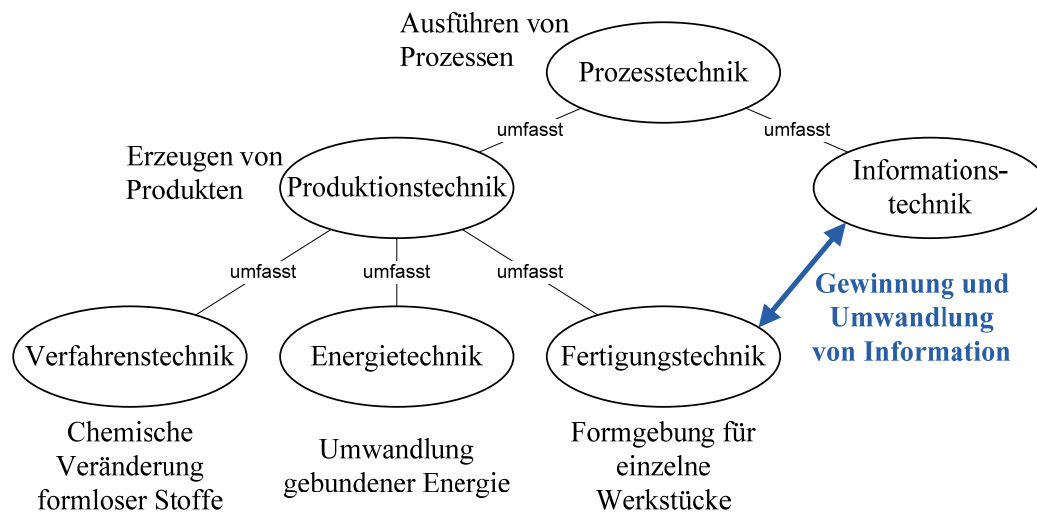 Ausführen von
Prozessen
Prozesstechnik
umfasst
umfasst
Erzeugen von
Produkten
Produktionstechnik
Informations-
technik
umfasst
umfasst
umfasst
Gewinnung und
Umwandlung
von Information
Verfahrenstechnik
Energietechnik
Fertigungstechnik
Chemische
Veränderung
formloser Stoffe
Umwandlung
gebundener Energie
Formgebung für
einzelne
Werkstücke